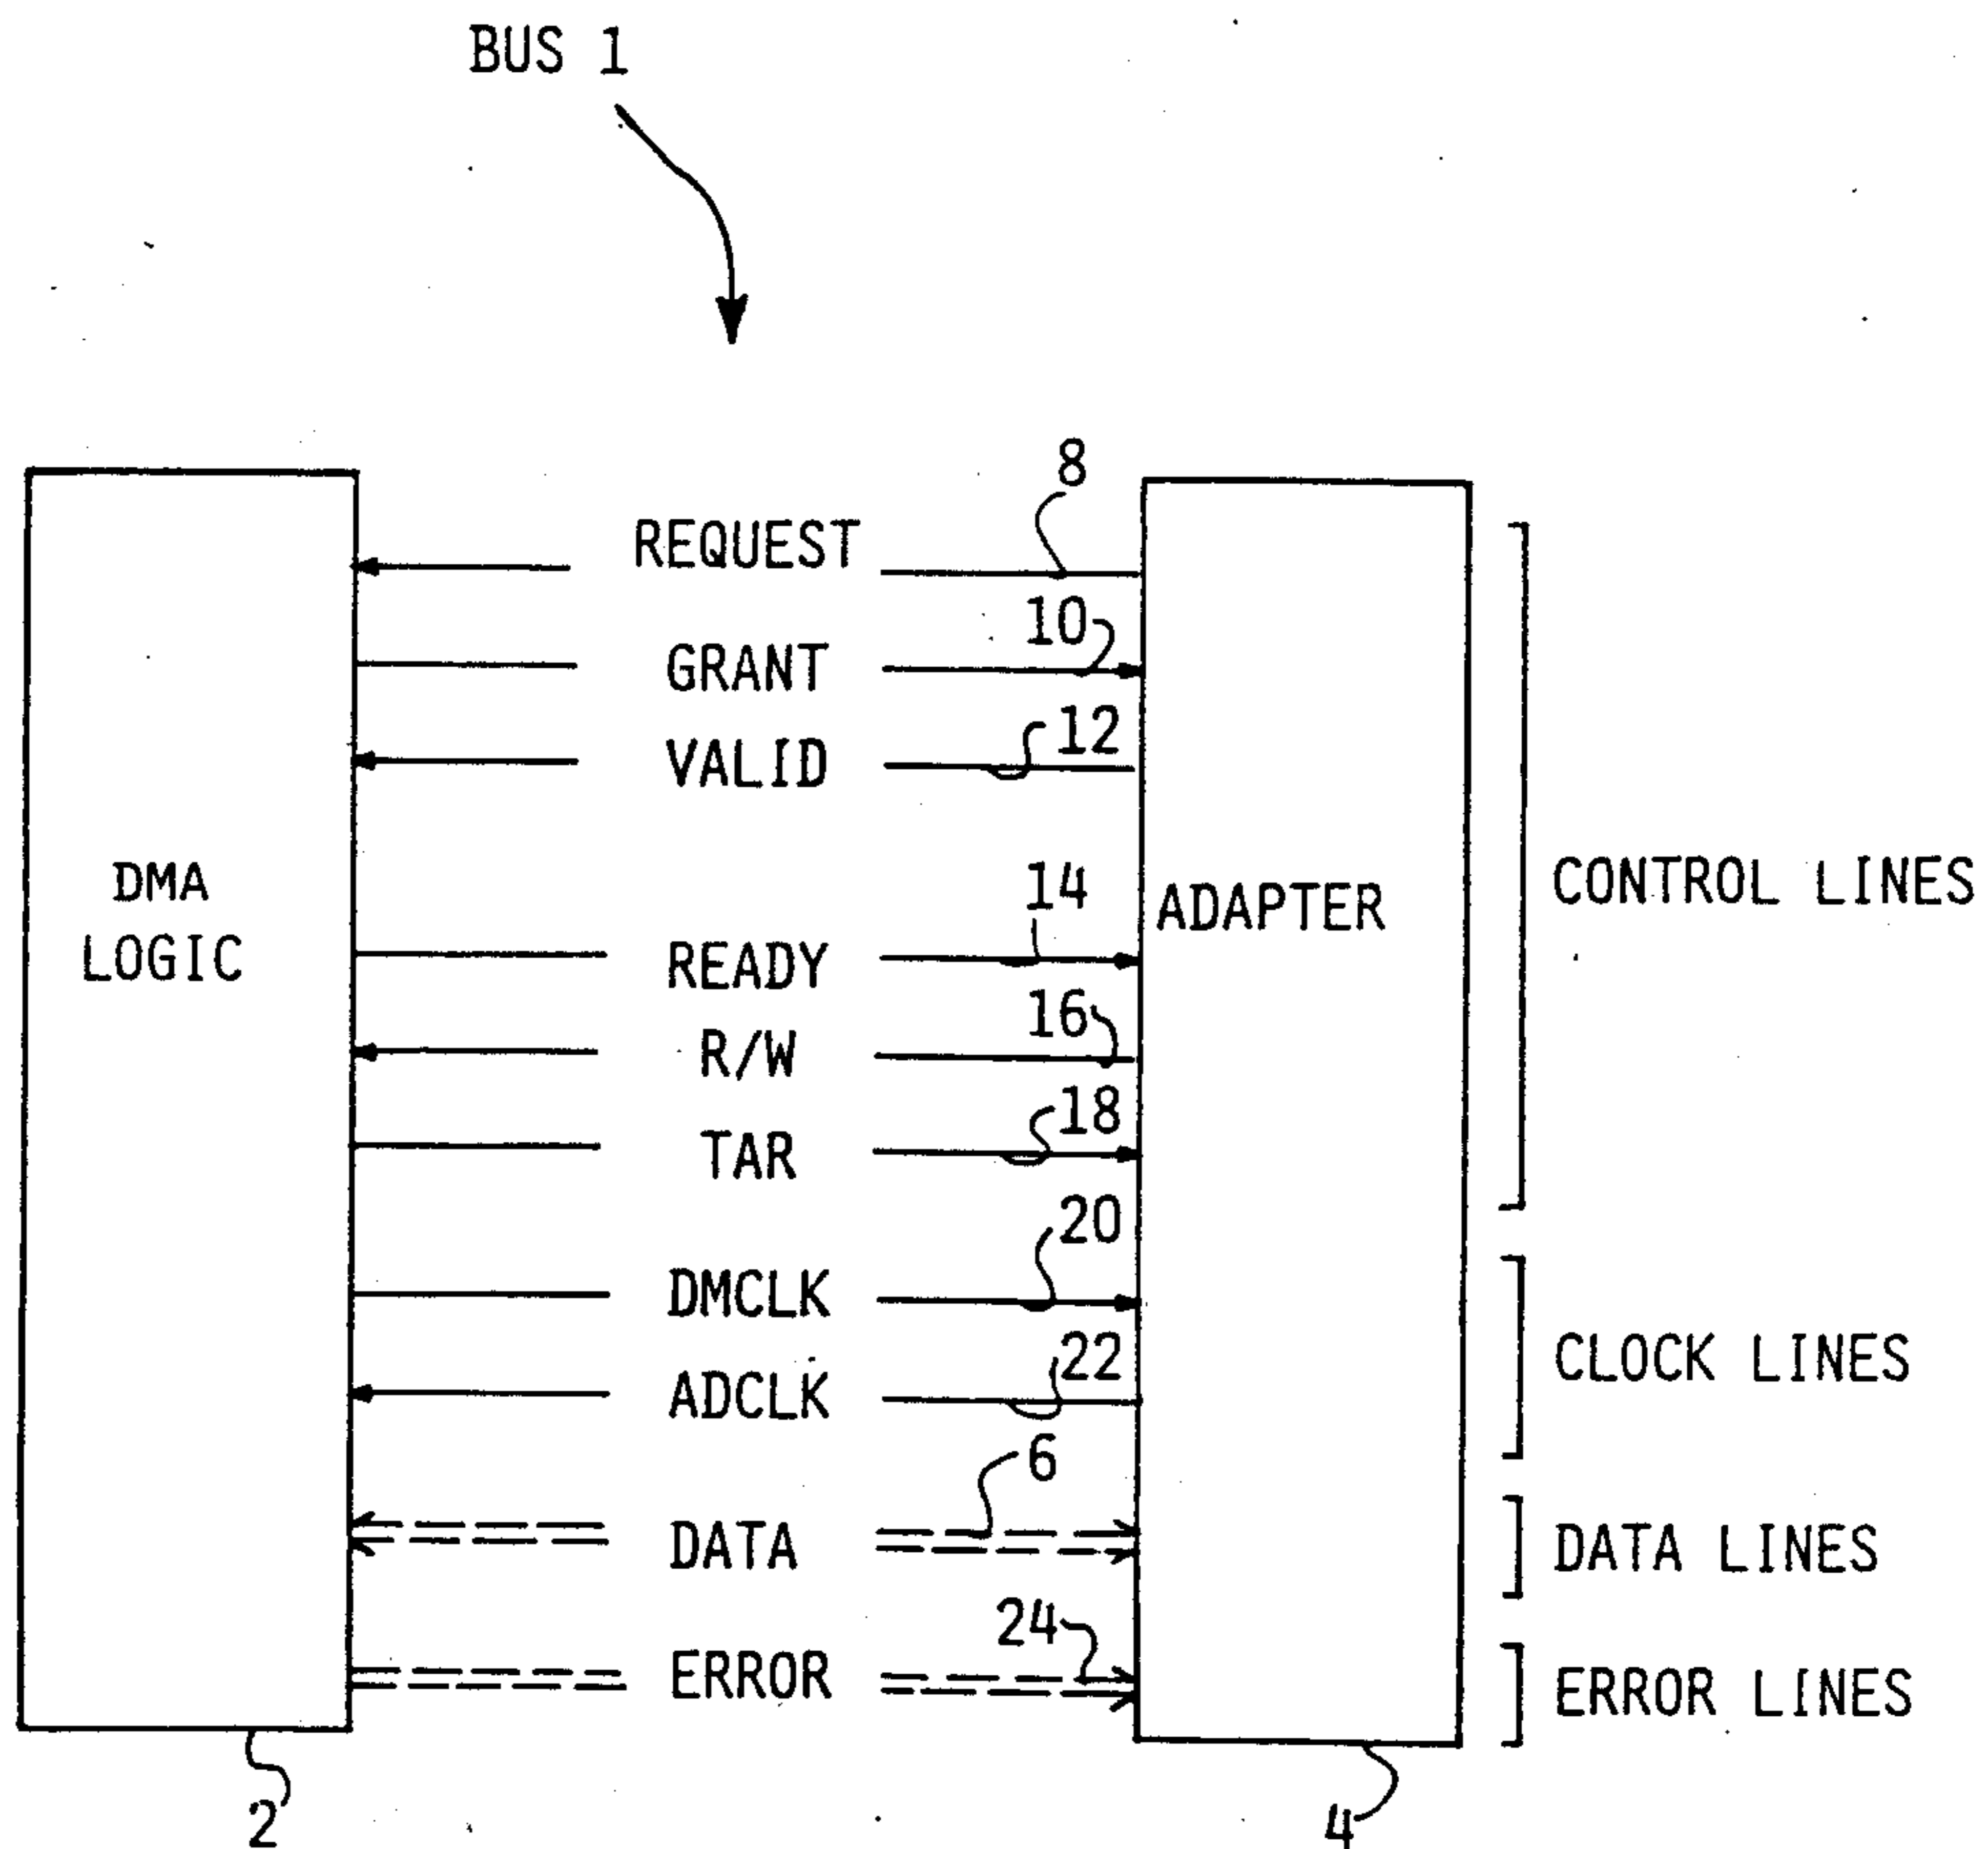 BUS 1
8
REQUEST
10
GRANT
12
VALID
DMA
LOGIC
14
ADAPTER
CONTROL LINES
READY
16
R/W
18
TAR
20
DMCLK
22
CLOCK LINES
ADCLK
6
DATA
DATA LINES
24
ERROR
ERROR LINES
2
4